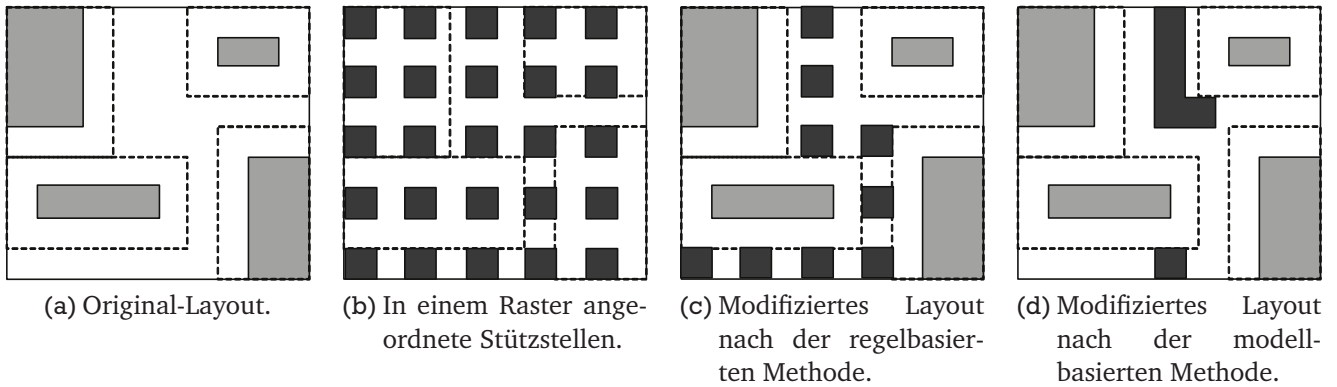 (a) Original-Layout.
(b) In einem Raster ange-
ordnete Stützstellen.
(c) Modifiziertes Layout
nach der regelbasier-
ten Methode.
(d) Modifiziertes Layout
nach der modell-
basierten Methode.